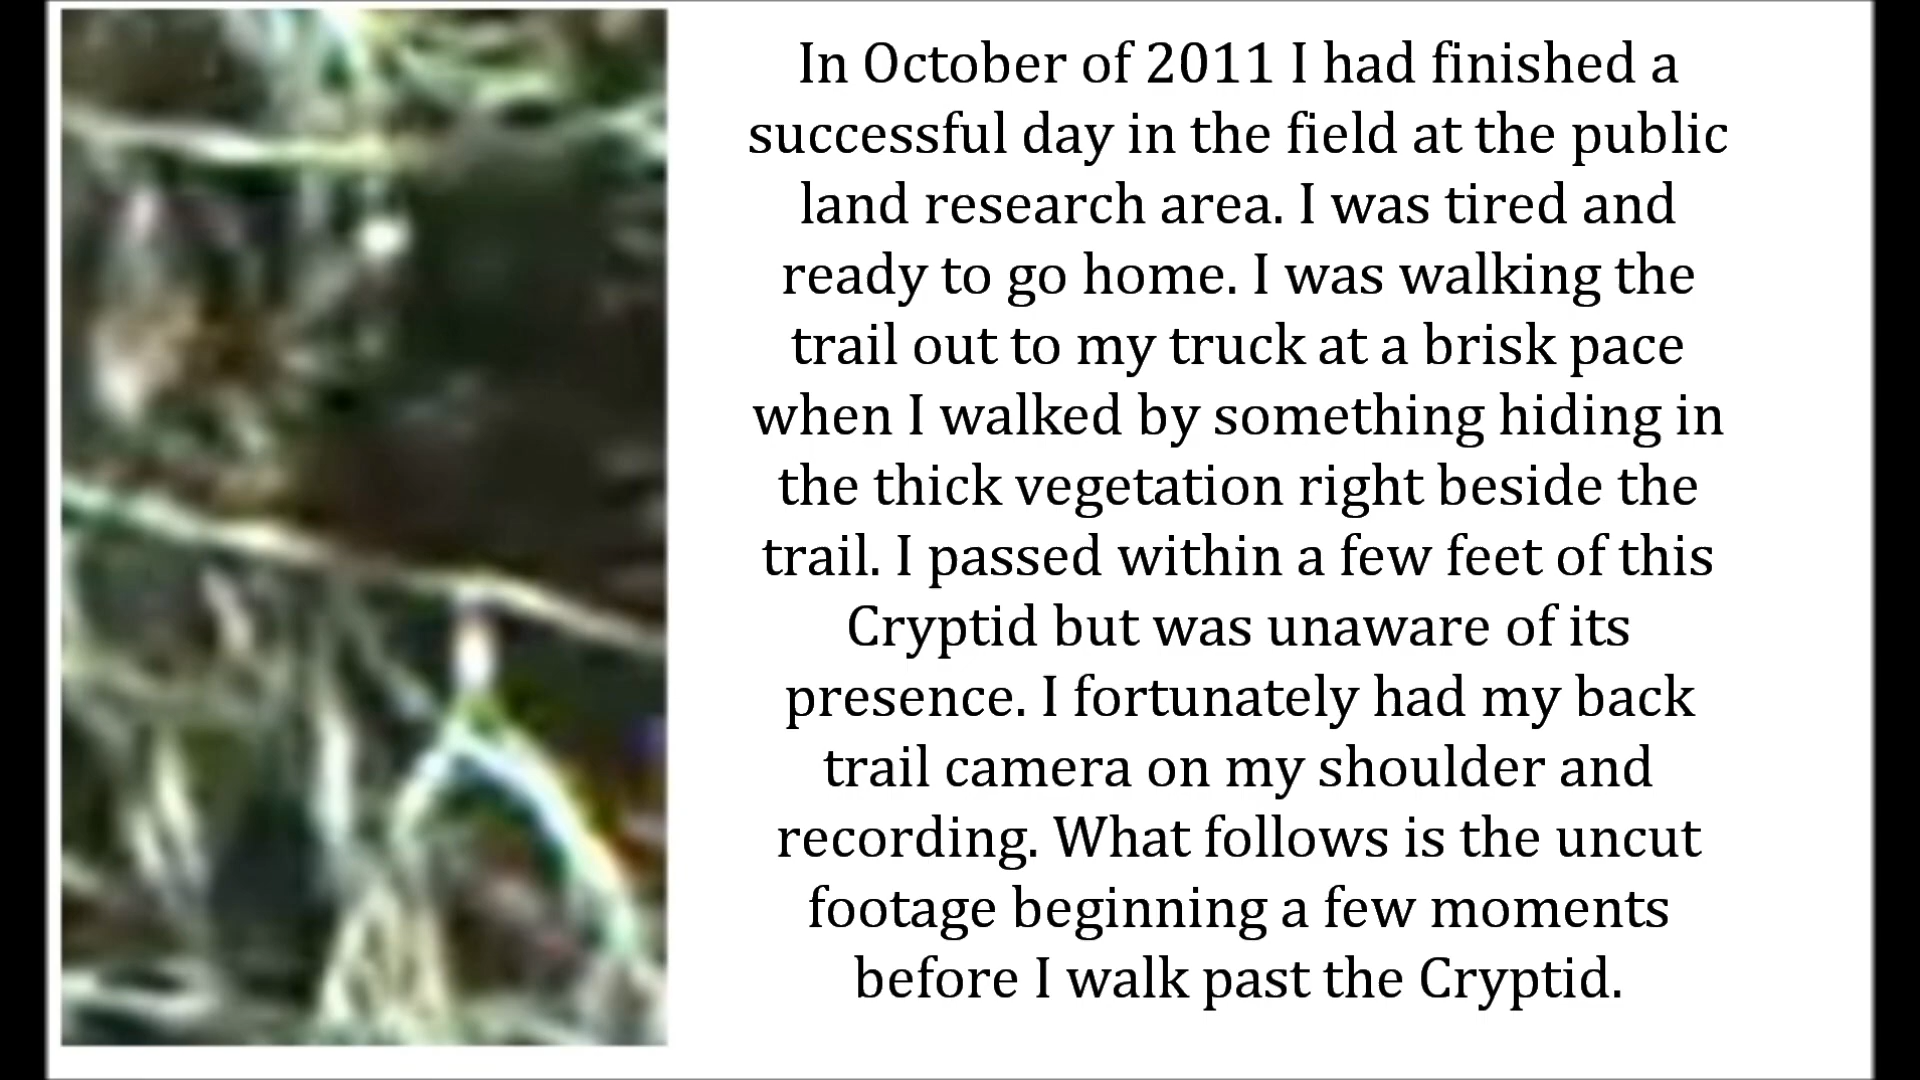 In October of 2011 I had finished a
successful day in the field at the public
land research area. I was tired and
ready to go home. I was walking the
trail out to my truck at a brisk pace
when I walked by something hiding in
the thick vegetation right beside the
trail. I passed within a few feet of this
Cryptid but was unaware of its
presence. I fortunately had my back
trail camera on my shoulder and
recording. What follows is the uncut
footage beginning a few moments
before I walk past the Cryptid.